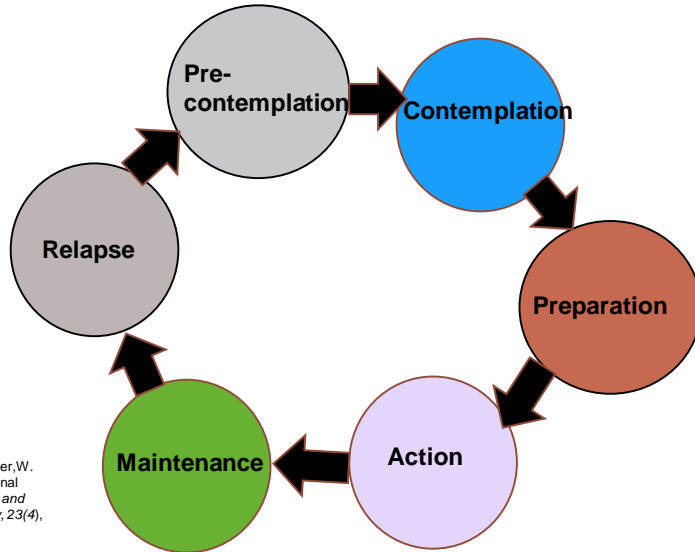 Pre-
contemplation
Contemplation
Preparation
Action
Maintenance
Relapse
er,W.
nal
and
, 23(4),